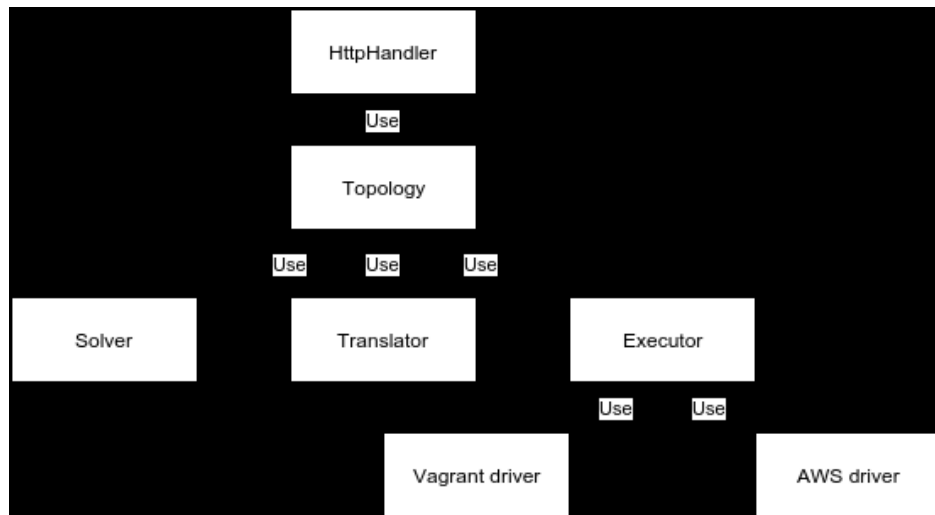 HttpHandler
Use
Topology
Use Use Use
Solver Translator Executor
Use Use
Vagrant driver AWS driver